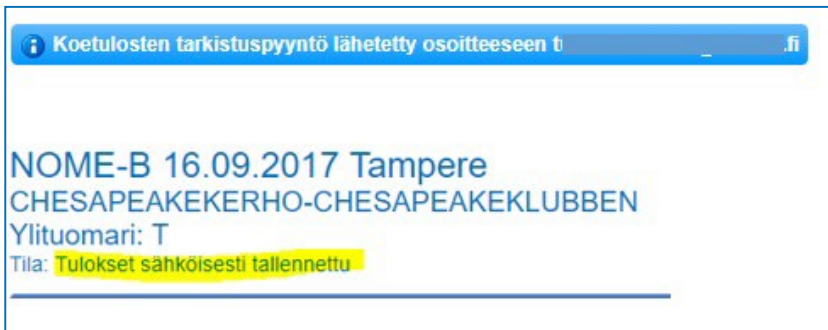 Koetulosten tarkistuspyyntö lähetetty osoitteeseen t .fi
NOME-B 16.09.2017 Tampere
CHESAPEAKEKERHO-CHESAPEAKEKLUBBEN
Ylituomari: T
Tila: Tulokset sähköisesti tallennettu